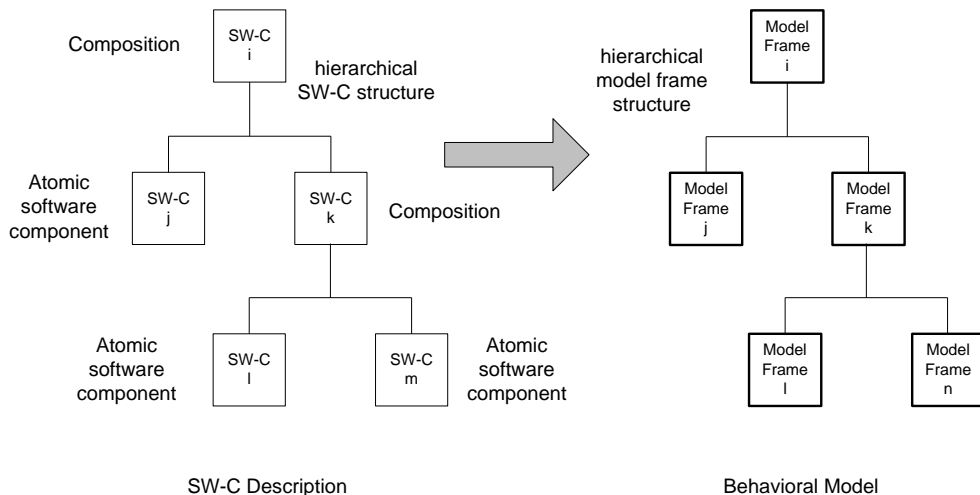 Composition
SW-C
i
hierarchical
SW-C structure
hierarchical
model frame
structure
Model
Frame
i
Atomic
software
component
SW-C
j
SW-C
k
Composition
Model
Frame
j
Model
Frame
k
Atomic
software
component
SW-C
l
SW-C
m
Atomic
software
component
Model
Frame
l
Model
Frame
n
SW-C Description
Behavioral Model